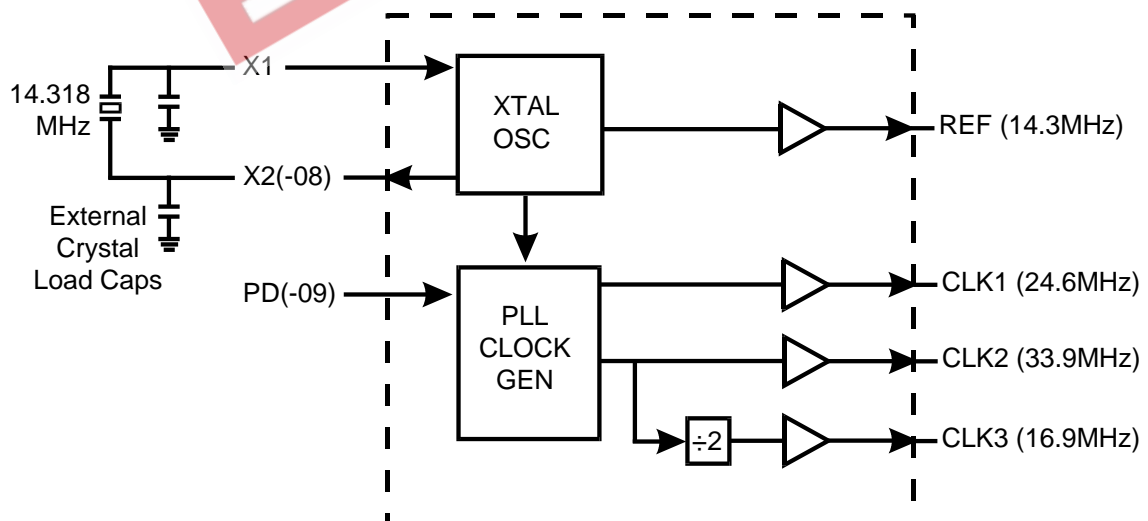 X1
14.318
MHz
XTAL
OSC
REF (14.3MHz)
X2(-08)
External
Crystal
Load Caps
PD(-09)
PLL
CLOCK
GEN
CLK1 (24.6MHz)
CLK2 (33.9MHz)
÷2
CLK3 (16.9MHz)